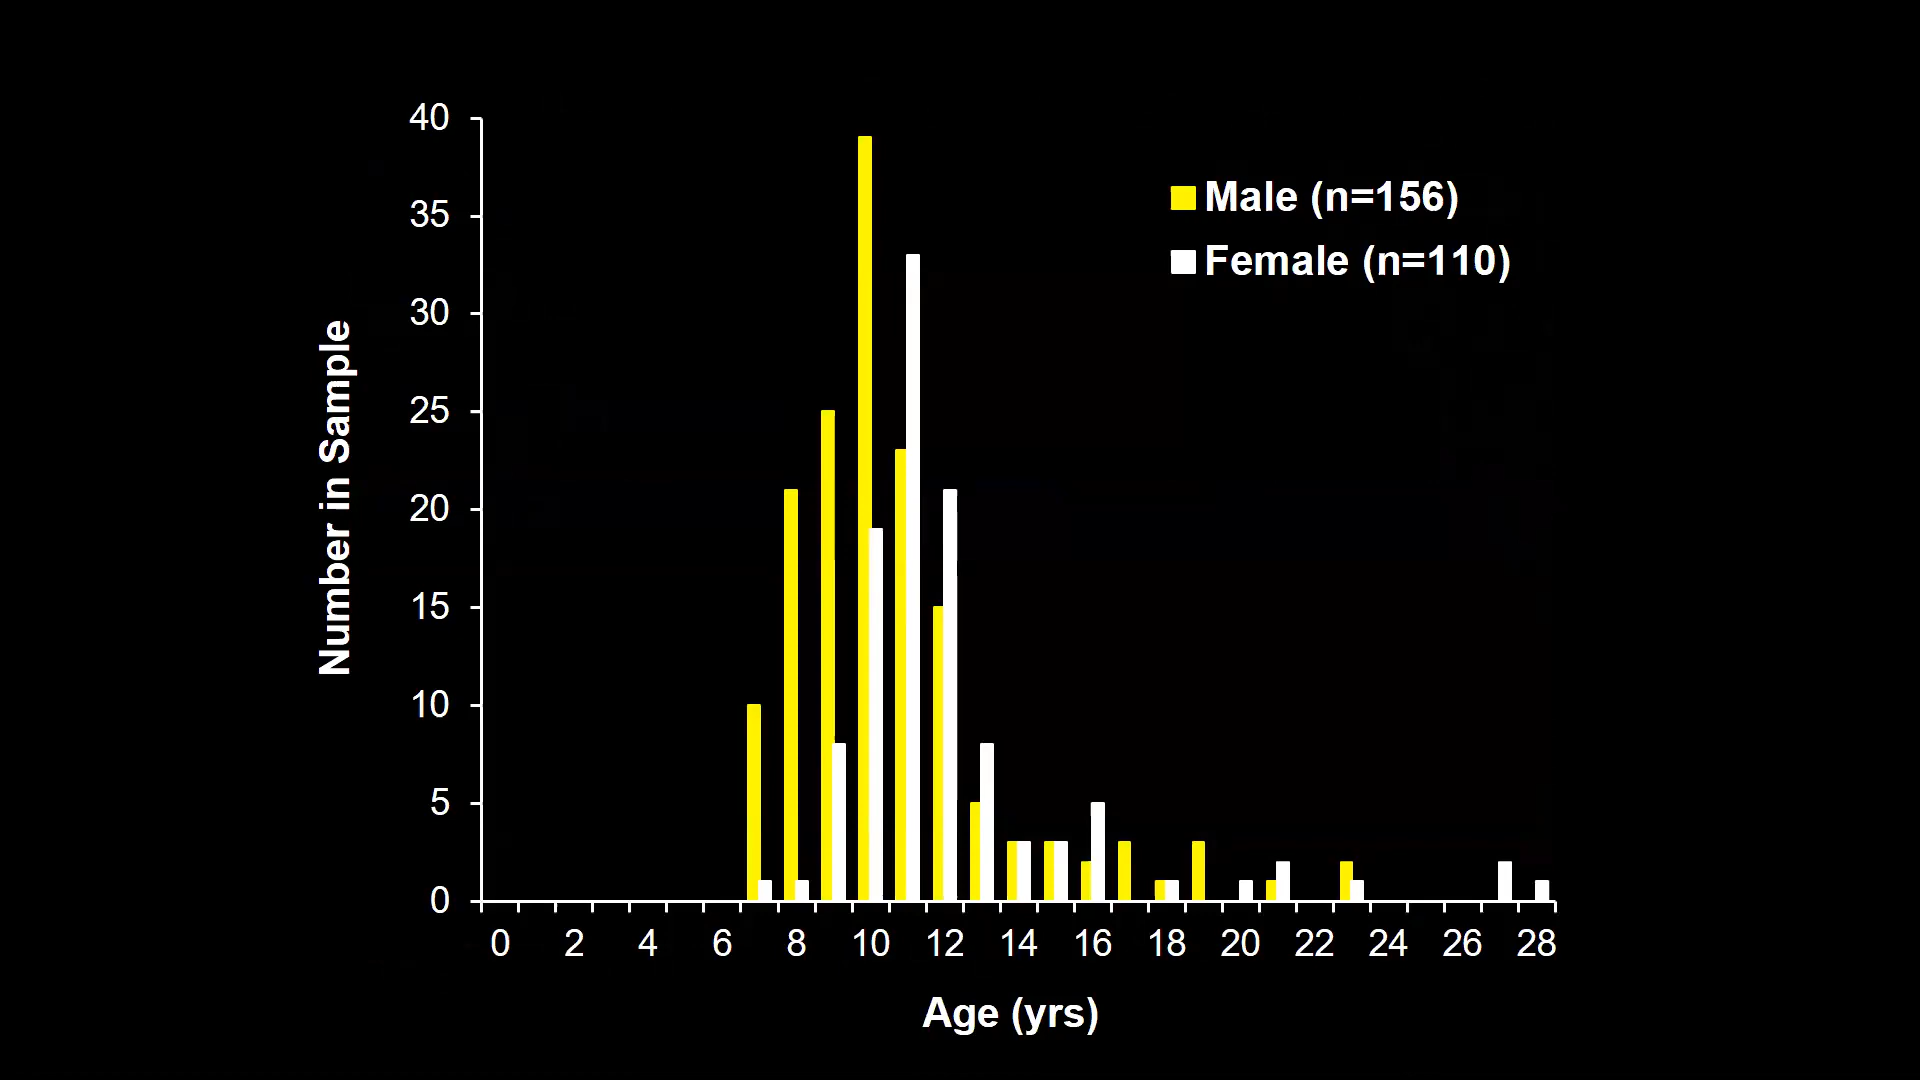 40
35
30
25
20
15
10
5
0
Number in Sample
Male (n=156)
Female (n=110)
0 2 4 6 8 10 12 14 16 18 20 22 24 26 28
Age (yrs)